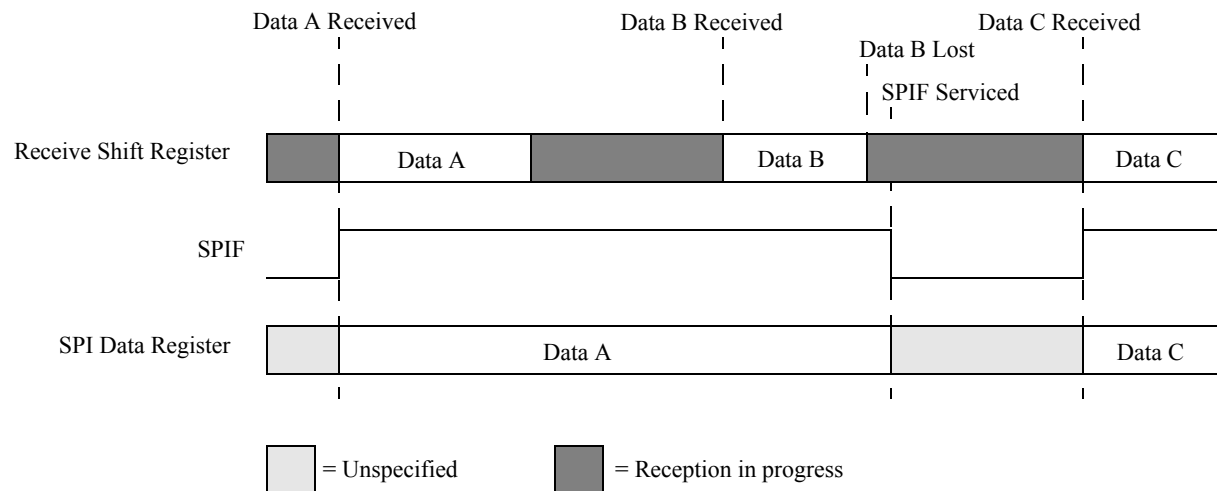 Data A Received
Data B Received
Data C Received
Data B Lost
SPIF Serviced
Receive Shift Register
Data A
Data B
Data C
SPIF
SPI Data Register
Data A
Data C
= Unspecified
= Reception in progress